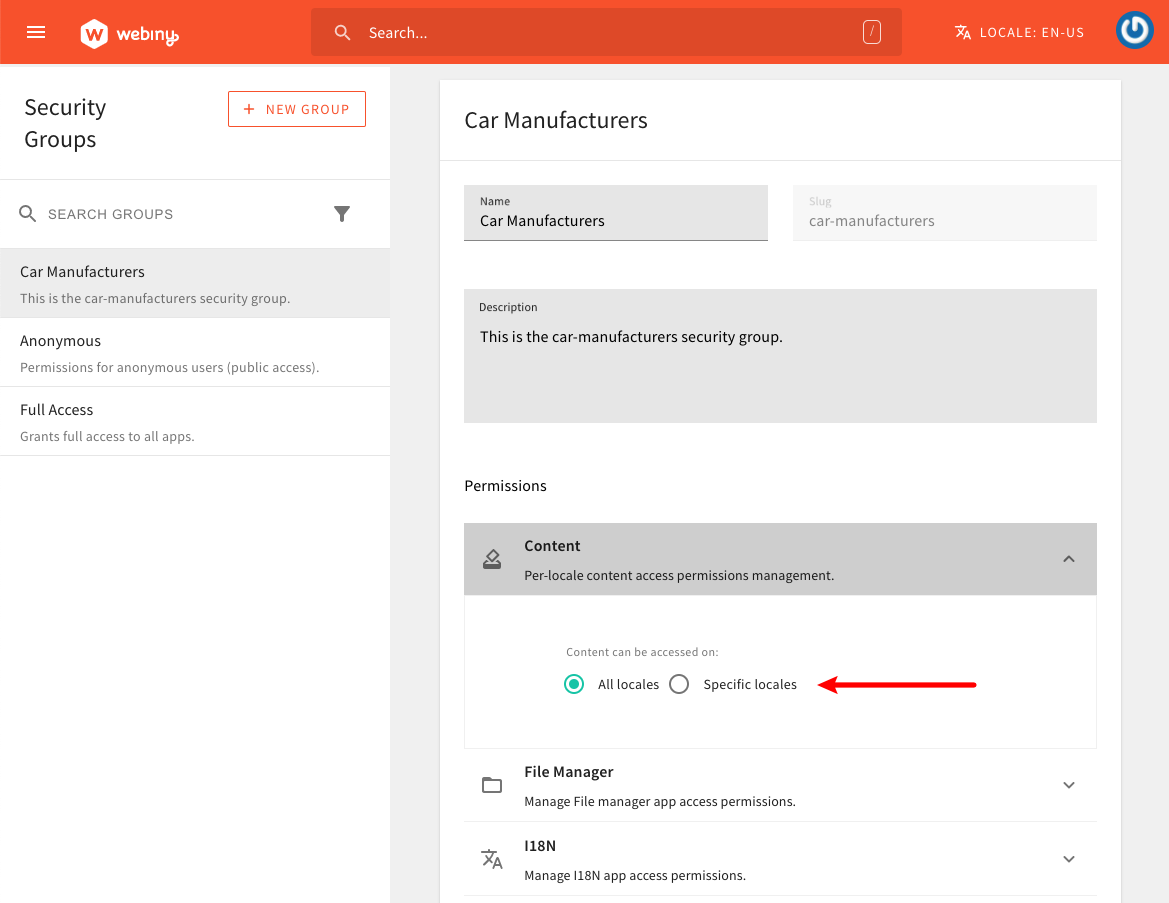 webiny
Search...
/
LOCALE: EN-US
Security
Groups
NEW GROUP
SEARCH GROUPS
Car Manufacturers
This is the car-manufacturers security group.
Anonymous
Permissions for anonymous users (public access).
Full Access
Grants full access to all apps.
Car Manufacturers
Name
Car Manufacturers
Slug
car-manufacturers
Description
This is the car-manufacturers security group.
Permissions
Content
Per-locale content access permissions management.
Content can be accessed on:
All locales
Specific locales
File Manager
Manage File manager app access permissions.
I18N
Manage I18N app access permissions.